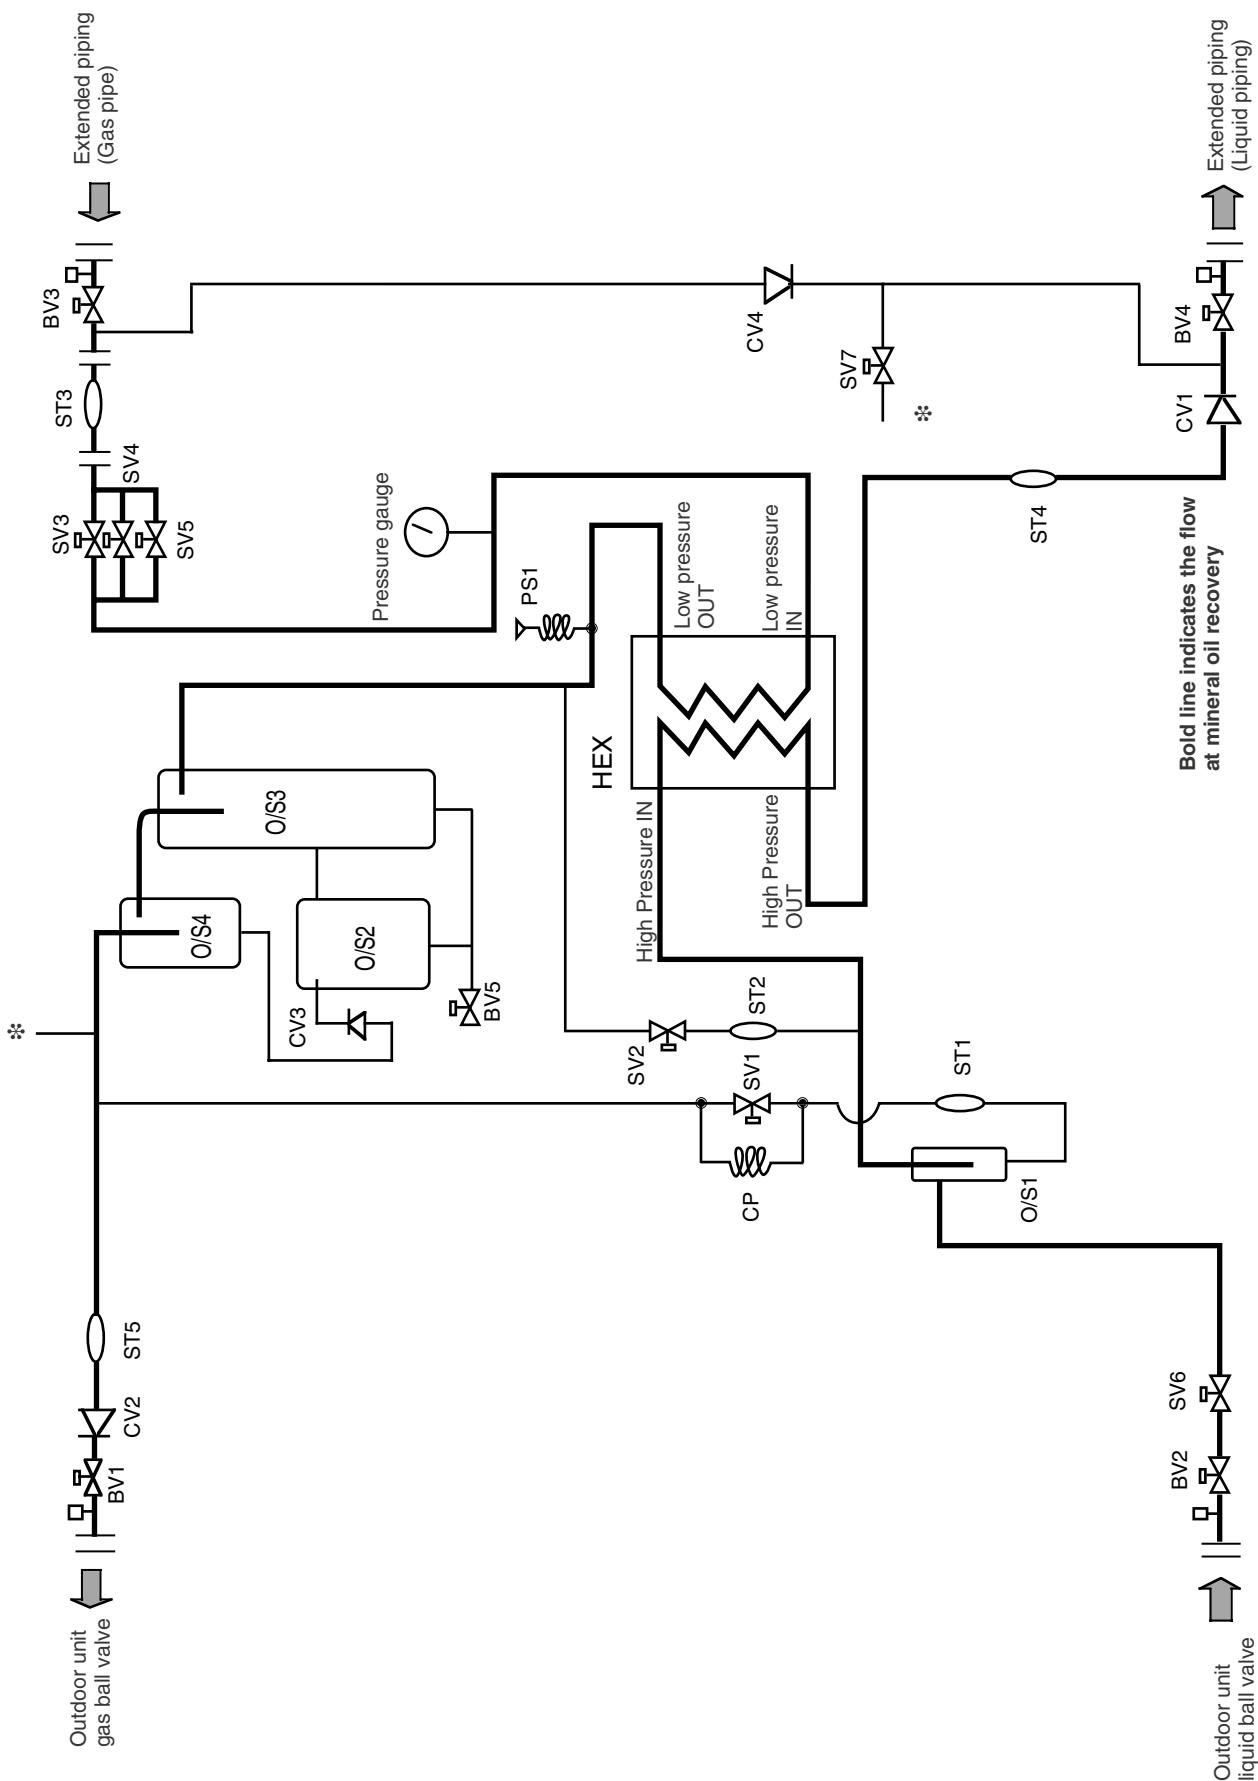 *
Outdoor unit
gas ball valve
BV1
CV2
ST5
O/S4
O/S3
O/S2
CV3
BV5
SV3
SV4
SV5
ST3
BV3
Extended piping
(Gas pipe)
Pressure gauge
PS1
HEX
High Pressure IN
Low pressure
OUT
High Pressure
OUT
Low pressure
IN
SV2
ST2
CP
SV1
CV4
SV7
*
O/S1
ST1
ST4
Outdoor unit
liquid ball valve
BV2
SV6
CV1
BV4
Extended piping
(Liquid piping)
Bold line indicates the flow
at mineral oil recovery